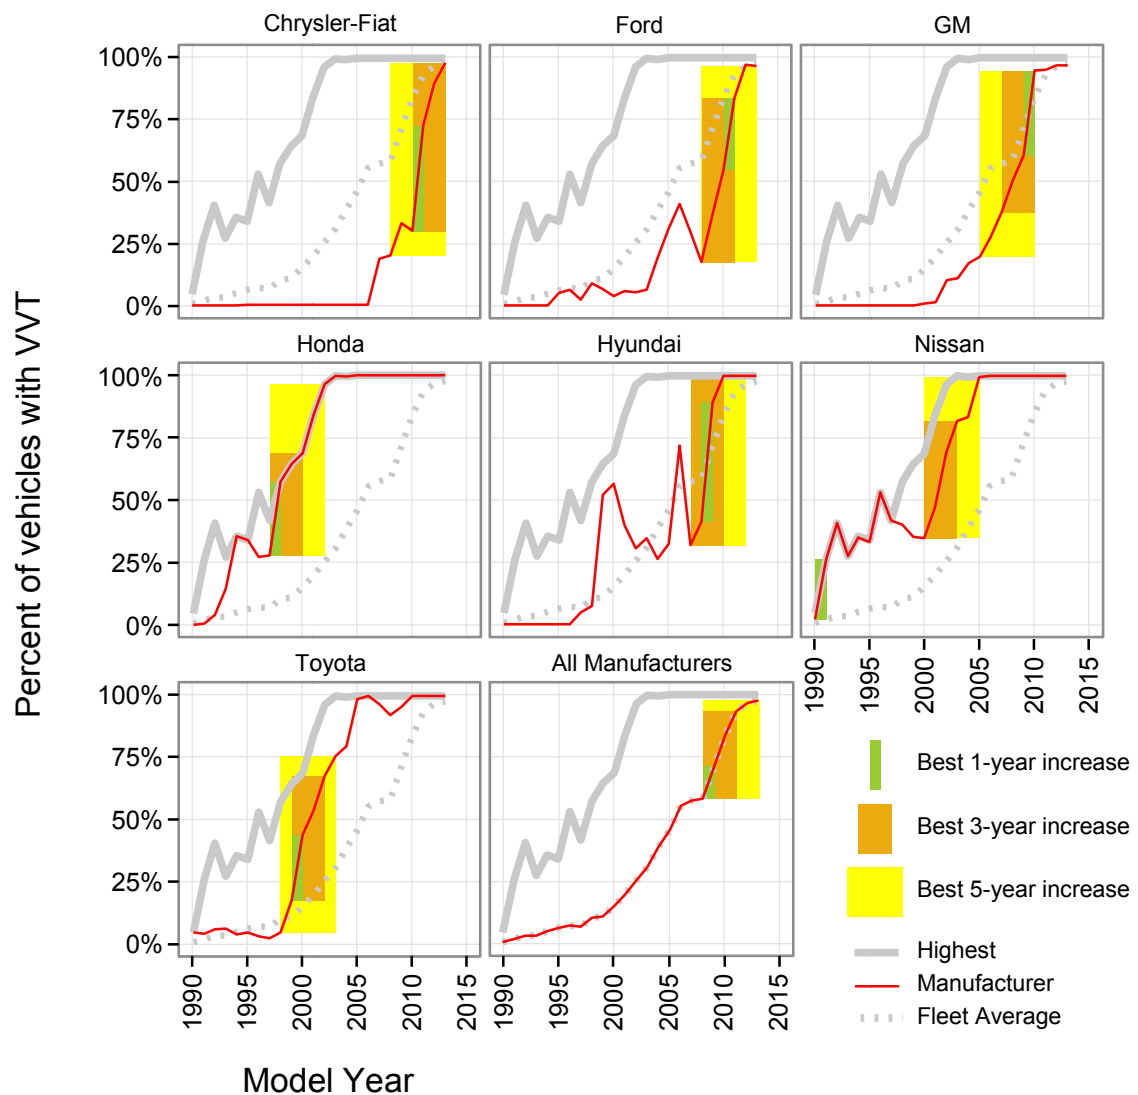 Chrysler-Fiat Ford GM
100%
75%
50%
25%
0%
Honda Hyundai Nissan
100%
75%
50%
25%
0%
Toyota All Manufacturers
1990 1995 2000 2005 2010 2015
100%
75%
50%
25%
0%
1990 1995 2000 2005 2010 2015 1990 1995 2000 2005 2010 2015
Percent of vehicles with VVT
Model Year
Best 1-year increase
Best 3-year increase
Best 5-year increase
Highest
Manufacturer
Fleet Average